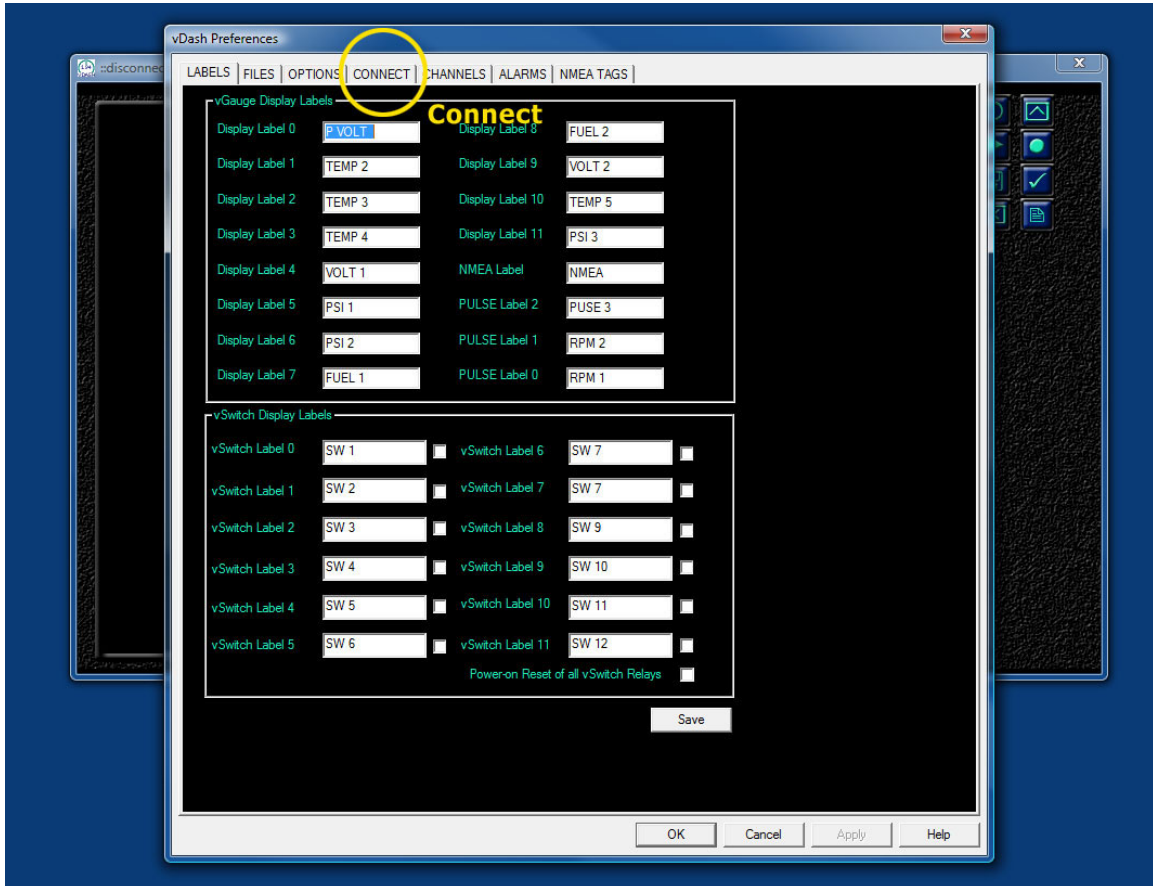 vDash Preferences
::disconnec
LABELS FILES OPTIONS CONNECT CHANNELS ALARMS NMEA TAGS
Connect
vGauge Display Labels
Display Label 0 P VOLT Display Label 8 FUEL 2
Display Label 1 TEMP 2 Display Label 9 VOLT 2
Display Label 2 TEMP 3 Display Label 10 TEMP 5
Display Label 3 TEMP 4 Display Label 11 PSI 3
Display Label 4 VOLT 1 NMEA Label NMEA
Display Label 5 PSI 1 PULSE Label 2 PUSE 3
Display Label 6 PSI 2 PULSE Label 1 RPM 2
Display Label 7 FUEL 1 PULSE Label 0 RPM 1
vSwitch Display Labels
vSwitch Label 0 SW 1 vSwitch Label 6 SW 7
vSwitch Label 1 SW 2 vSwitch Label 7 SW 7
vSwitch Label 2 SW 3 vSwitch Label 8 SW 9
vSwitch Label 3 SW 4 vSwitch Label 9 SW 10
vSwitch Label 4 SW 5 vSwitch Label 10 SW 11
vSwitch Label 5 SW 6 vSwitch Label 11 SW 12
Power-on Reset of all vSwitch Relays
Save
OK Cancel Apply Help